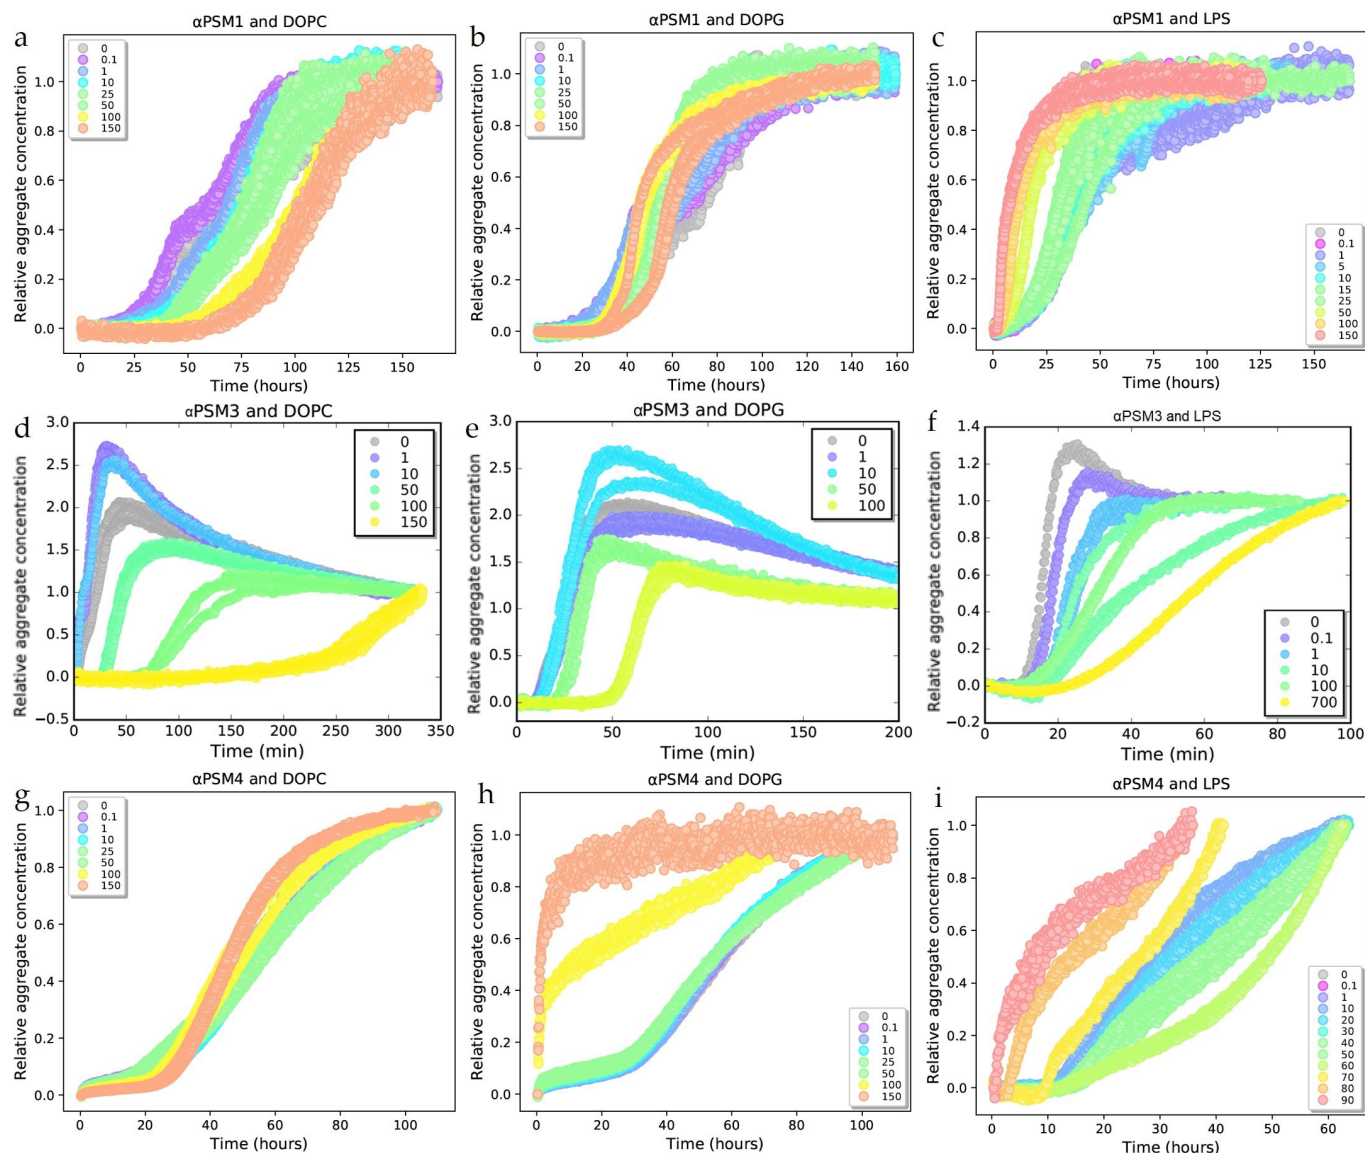 a
αPSM1 and DOPC
Relative aggregate concentration
1.0
0.8
0.6
0.4
0.2
0.0
0
0.1
1
10
25
50
100
150
0 25 50 75 100 125 150
Time (hours)
b
αPSM1 and DOPG
Relative aggregate concentration
1.0
0.8
0.6
0.4
0.2
0.0
0
0.1
1
10
25
50
100
150
0 20 40 60 80 100 120 140 160
Time (hours)
c
αPSM1 and LPS
Relative aggregate concentration
1.0
0.8
0.6
0.4
0.2
0.0
0
0.1
1
5
10
15
25
50
100
150
0 25 50 75 100 125 150
Time (hours)
d
αPSM3 and DOPC
Relative aggregate concentration
3.0
2.5
2.0
1.5
1.0
0.5
0.0
−0.5
0
1
10
50
100
150
0 50 100 150 200 250 300 350
Time (min)
e
αPSM3 and DOPG
Relative aggregate concentration
3.0
2.5
2.0
1.5
1.0
0.5
0.0
0
1
10
50
100
0 50 100 150 200
Time (min)
f
αPSM3 and LPS
Relative aggregate concentration
1.4
1.2
1.0
0.8
0.6
0.4
0.2
0.0
−0.2
0
0.1
1
10
100
700
0 20 40 60 80 100
Time (min)
g
αPSM4 and DOPC
Relative aggregate concentration
1.0
0.8
0.6
0.4
0.2
0.0
0
0.1
1
10
25
50
100
150
0 20 40 60 80 100
Time (hours)
h
αPSM4 and DOPG
Relative aggregate concentration
1.0
0.8
0.6
0.4
0.2
0.0
0
0.1
1
10
25
50
100
150
0 20 40 60 80 100
Time (hours)
i
αPSM4 and LPS
Relative aggregate concentration
1.0
0.8
0.6
0.4
0.2
0.0
0
0.1
1
10
20
30
40
50
60
70
80
90
0 10 20 30 40 50 60
Time (hours)